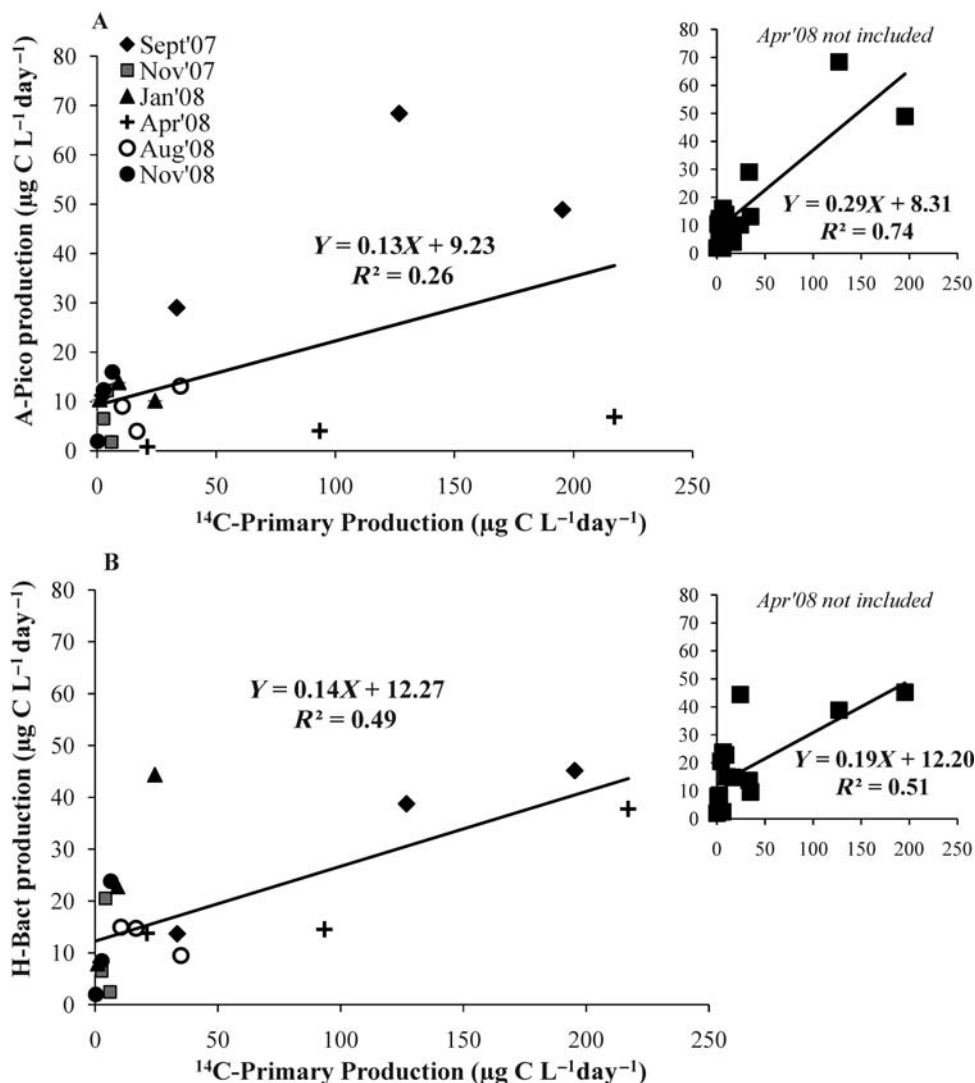 A
Sept'07
Nov'07
Jan'08
Apr'08
Aug'08
Nov'08
A-Pico production (µg C L⁻¹day⁻¹)
80
70
60
50
40
30
20
10
0
Y = 0.13X + 9.23
R² = 0.26
0 50 100 150 200 250
¹⁴C-Primary Production (µg C L⁻¹day⁻¹)
Apr'08 not included
80
70
60
50
40
30
20
10
0
Y = 0.29X + 8.31
R² = 0.74
0 50 100 150 200 250
B
H-Bact production (µg C L⁻¹day⁻¹)
80
70
60
50
40
30
20
10
0
Y = 0.14X + 12.27
R² = 0.49
0 50 100 150 200 250
¹⁴C-Primary Production (µg C L⁻¹day⁻¹)
Apr'08 not included
80
70
60
50
40
30
20
10
0
Y = 0.19X + 12.20
R² = 0.51
0 50 100 150 200 250